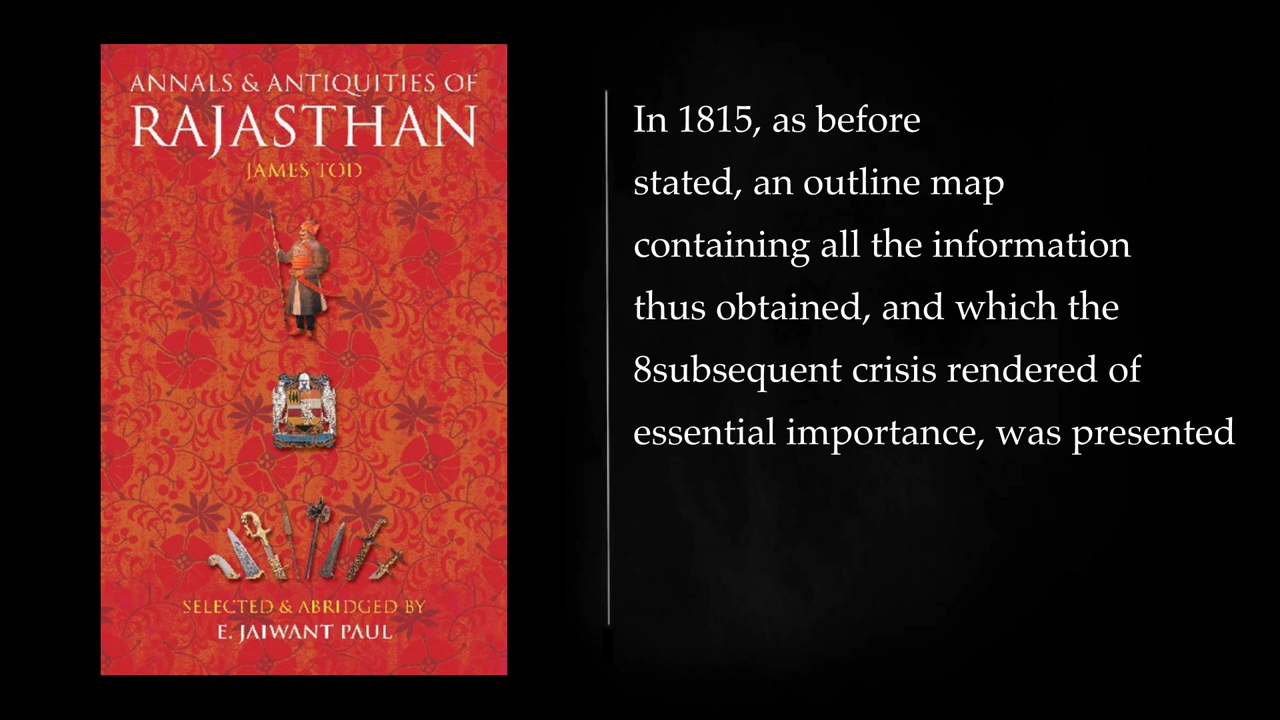 ANNALS & ANTIQUITIES OF
RAJASTHAN
JAMES TOD
SELECTED & ABRIDGED BY
E. JAIWANT PAUL
In 1815, as before
stated, an outline map
containing all the information
thus obtained, and which the
8subsequent crisis rendered of
essential importance, was presented